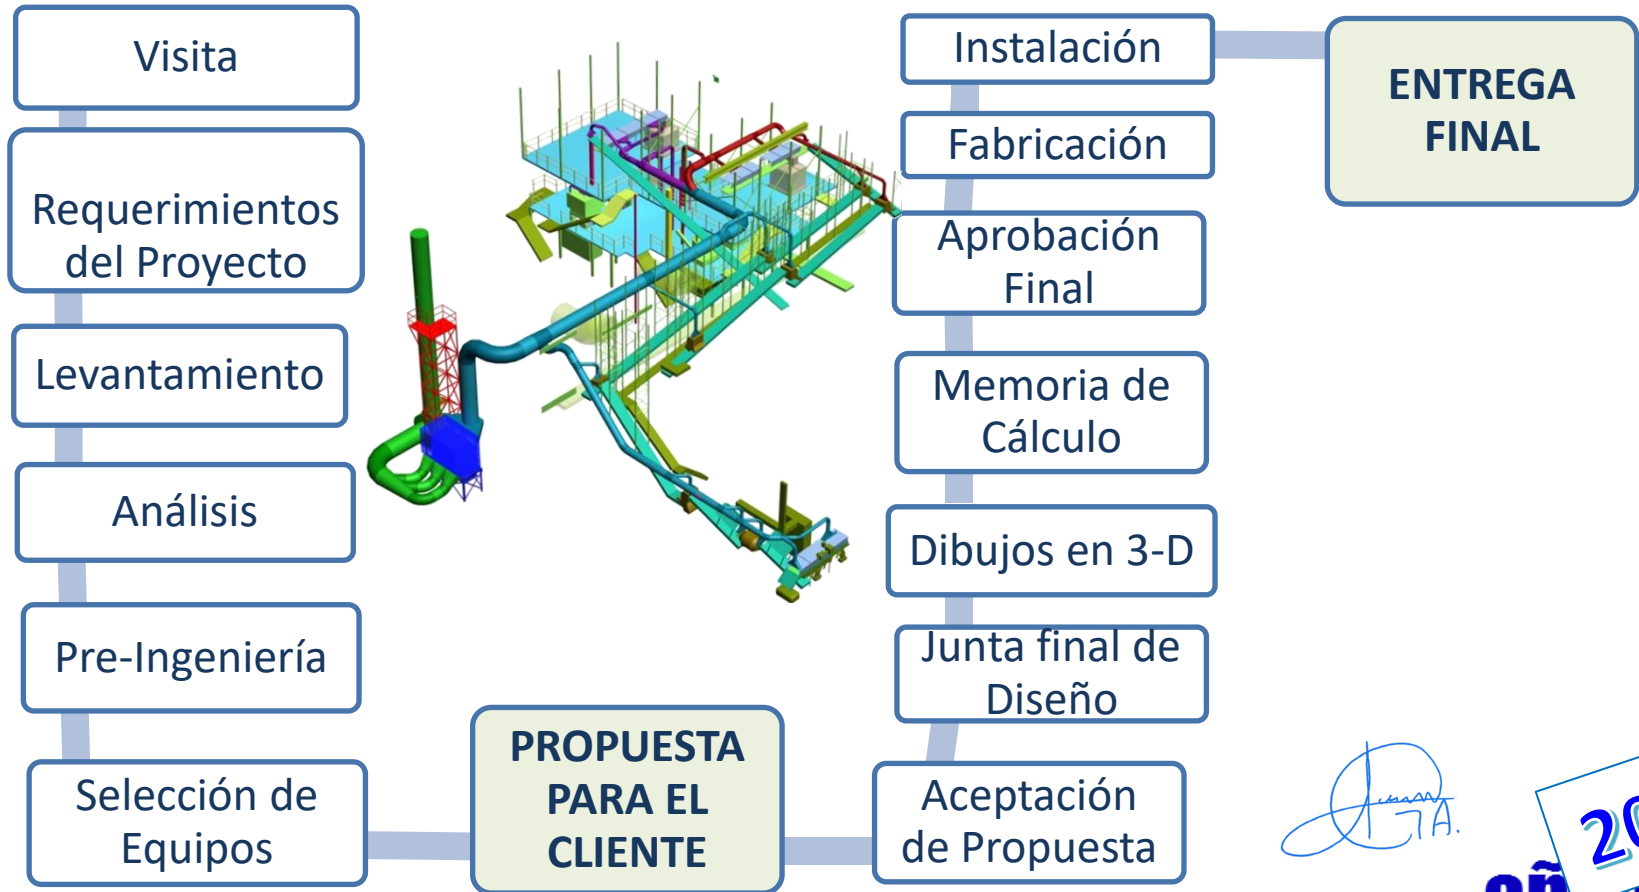 Visita
Requerimientos
del Proyecto
Levantamiento
Análisis
Pre-Ingeniería
Selección de
Equipos
PROPUESTA
PARA EL
CLIENTE
Aceptación
de Propuesta
Junta final de
Diseño
Dibujos en 3-D
Memoria de
Cálculo
Aprobación
Final
Fabricación
Instalación
ENTREGA
FINAL